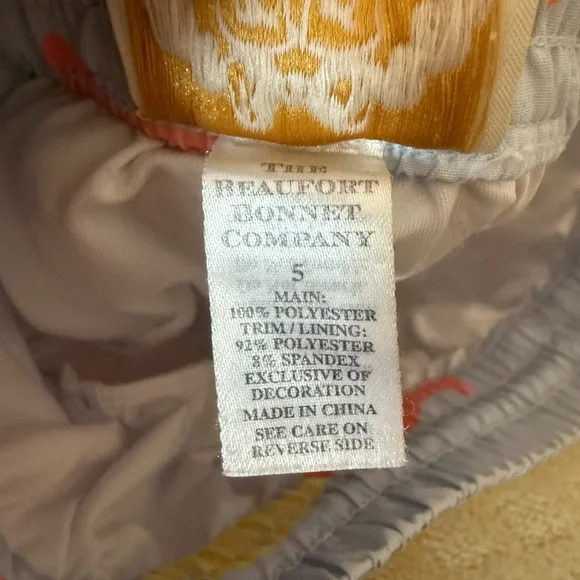 THE
BEAUFORT
BONNET
COMPANY
5
MAIN:
100% POLYESTER
TRIM/LINING:
92% POLYESTER
8% SPANDEX
EXCLUSIVE OF
DECORATION
MADE IN CHINA
SEE CARE ON
REVERSE SIDE